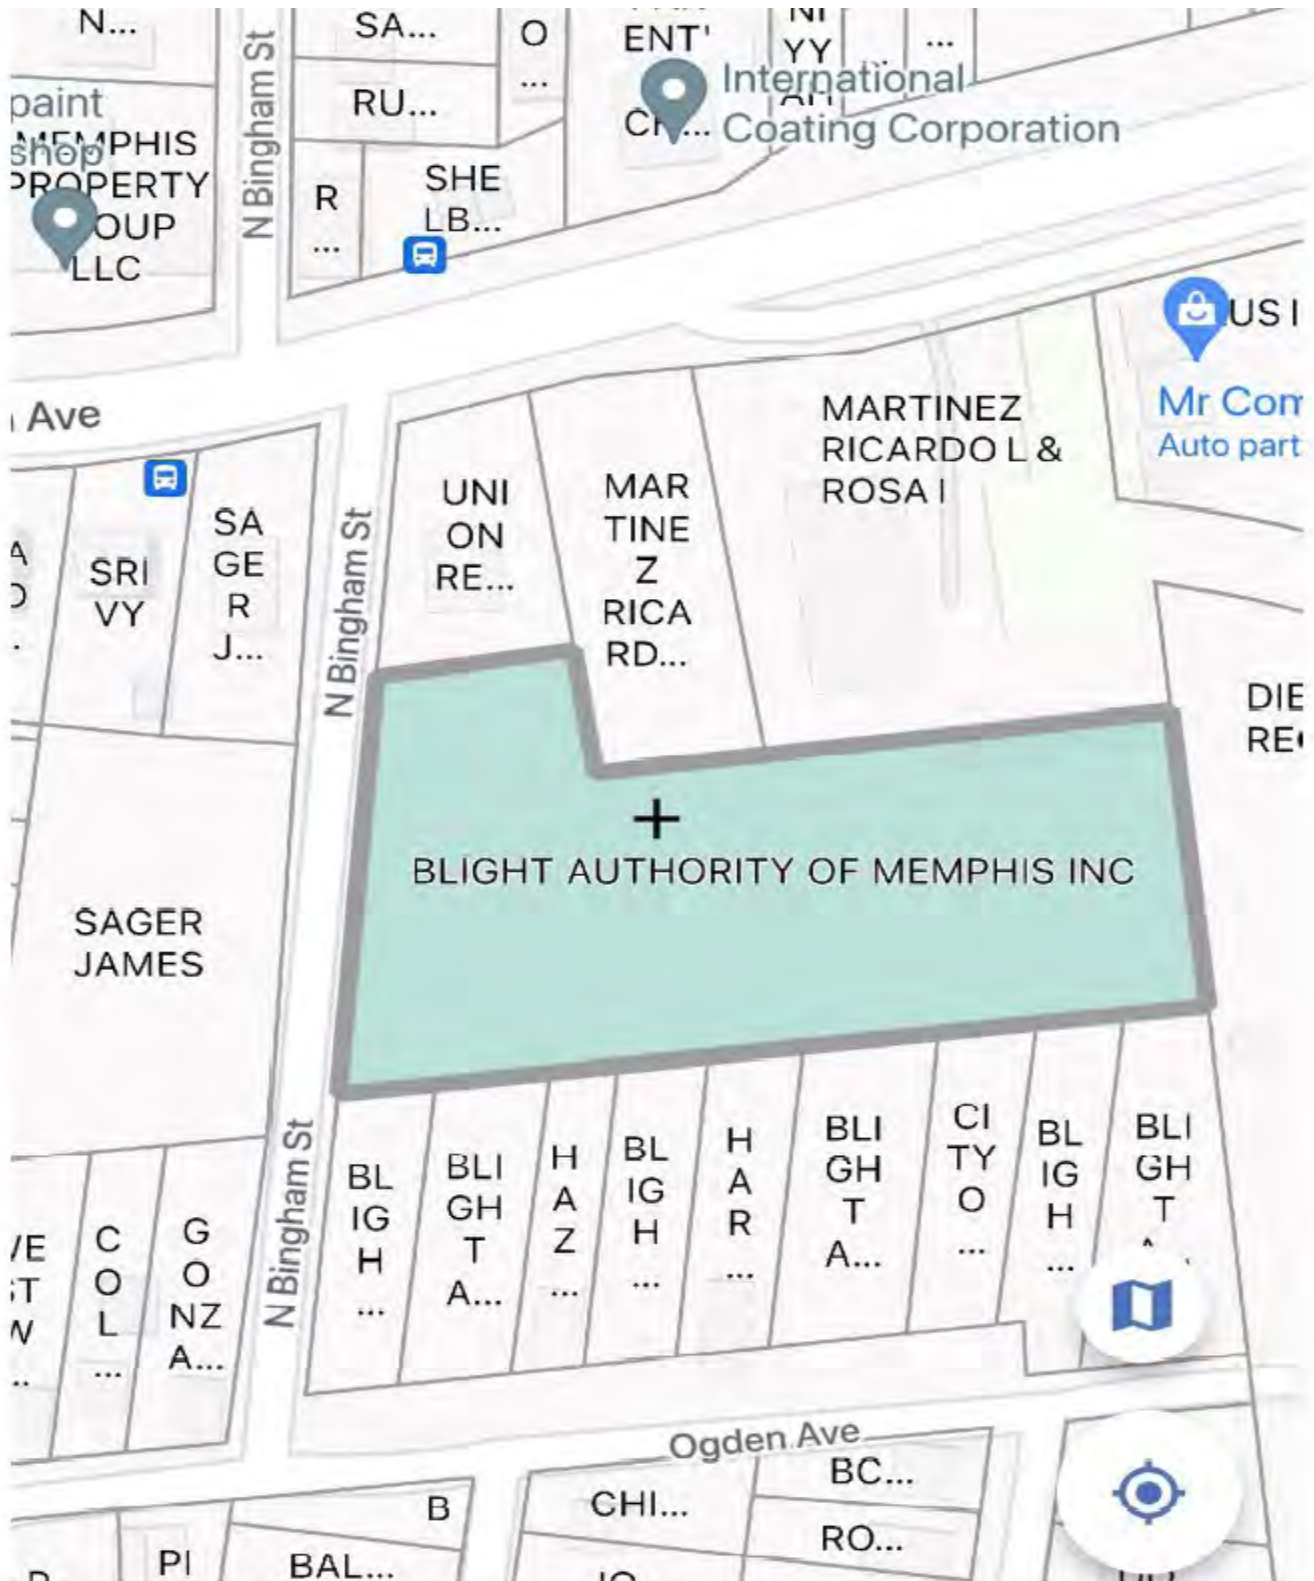 N...
SA...
O
...
ENT'
CH...
NI
YY
AH
...
International
Coating Corporation
paint
shop
MEMPHIS
PROPERTY
OUP
LLC
N Bingham St
RU...
R
...
SHE
LB...
US I
Mr Com
Auto part
Ave
SRI
VY
SA
GE
R
J...
N Bingham St
UNI
ON
RE...
MAR
TINE
Z
RICA
RD...
MARTINEZ
RICARDO L &
ROSA I
DIE
BLIGHT AUTHORITY OF MEMPHIS INC
SAGER
JAMES
N Bingham St
BL
IG
H
...
BLI
GH
T
A...
H
A
Z
...
BL
IG
H
...
H
A
R
...
BLI
GH
T
A...
CI
TY
O
...
BL
IG
H
...
BLI
GH
T
C
O
L
...
G
O
NZ
A...
Ogden Ave
B
CHI...
BC...
RO...
PI
BAL...